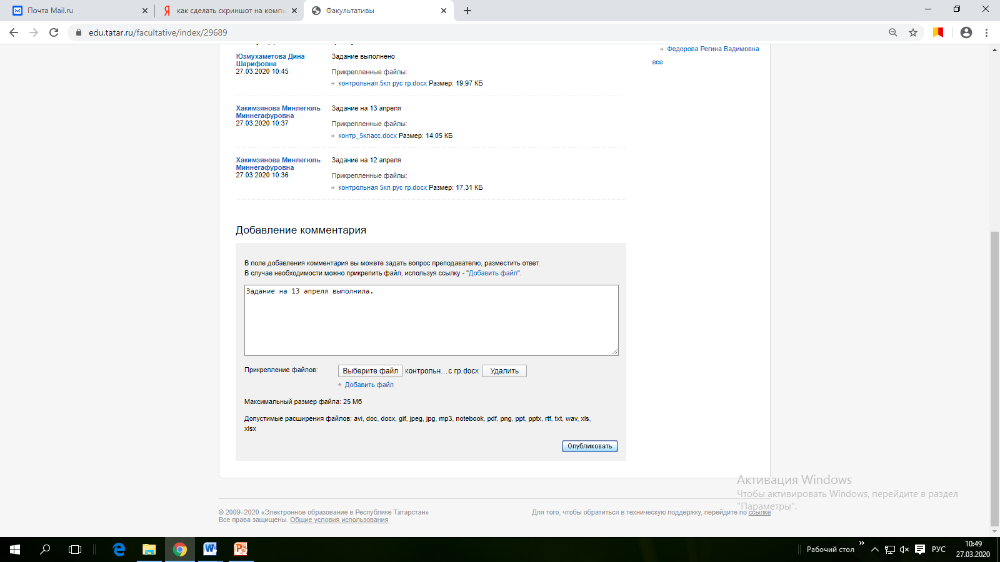 Почта Mail.ru
как сделать скриншот на компь
Факультативы
edu.tatar.ru/facultative/index/29689
Федорова Регина Вадимовна
все
Юзмухаметова Дина
Шарифовна
27.03.2020 10:45
Задание выполнено
Прикрепленные файлы:
контрольная 5кл рус гр.docx Размер: 19,97 КБ
Хакимзянова Минлегюль
Миннегафуровна
27.03.2020 10:37
Задание на 13 апреля
Прикрепленные файлы:
контр_5класс.docx Размер: 14,05 КБ
Хакимзянова Минлегюль
Миннегафуровна
27.03.2020 10:36
Задание на 12 апреля
Прикрепленные файлы:
контрольная 5кл рус гр.docx Размер: 17,31 КБ
Добавление комментария
В поле добавления комментария вы можете задать вопрос преподавателю, разместить ответ.
В случае необходимости можно прикрепить файл, используя ссылку - "Добавить файл".
Задание на 13 апреля выполнила.
Прикрепление файлов: Выберите файл контрольн…с гр.docx Удалить
Добавить файл
Максимальный размер файла: 25 Мб
Допустимые расширения файлов: avi, doc, docx, gif, jpeg, jpg, mp3, notebook, pdf, png, ppt, pptx, rtf, txt, wav, xls,
xlsx
Опубликовать
Активация Windows
Чтобы активировать Windows, перейдите в раздел
"Параметры".
© 2009–2020 «Электронное образование в Республике Татарстан»
Все права защищены. Общие условия использования
Для того, чтобы обратиться в техническую поддержку, перейдите по ссылке
Рабочий стол
РУС
10:49
27.03.2020